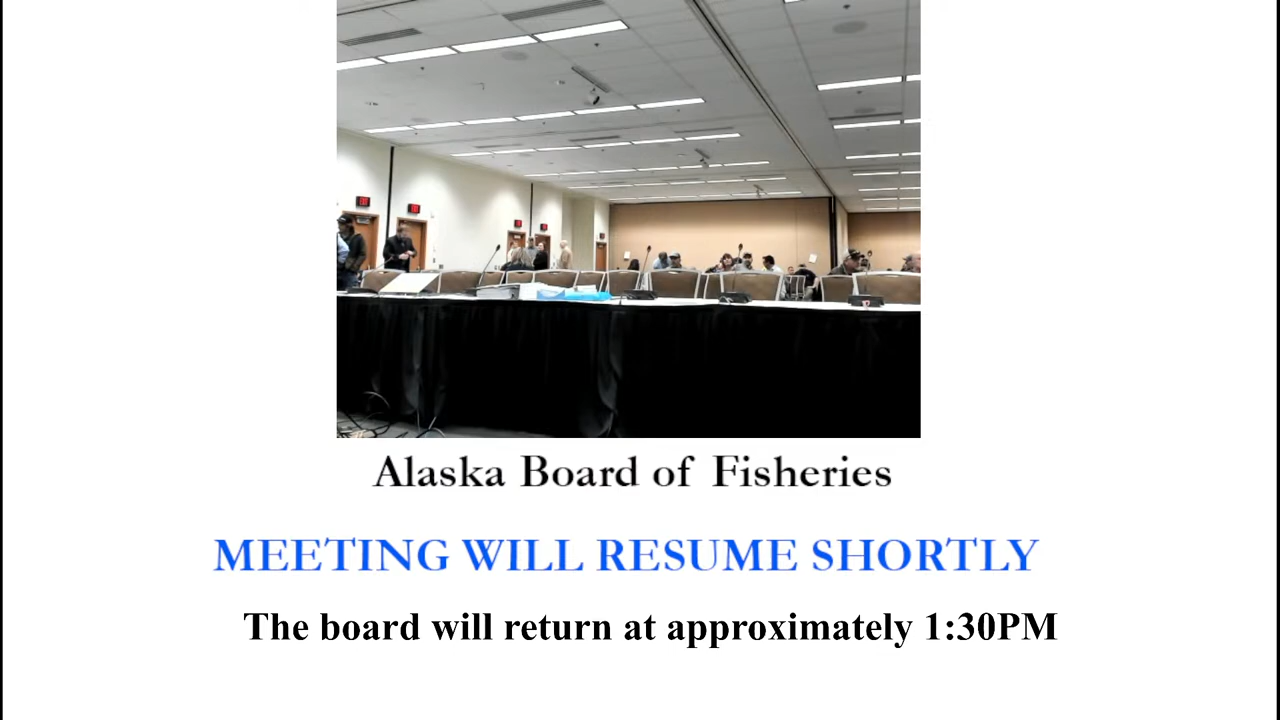 Alaska Board of Fisheries
MEETING WILL RESUME SHORTLY
The board will return at approximately 1:30PM